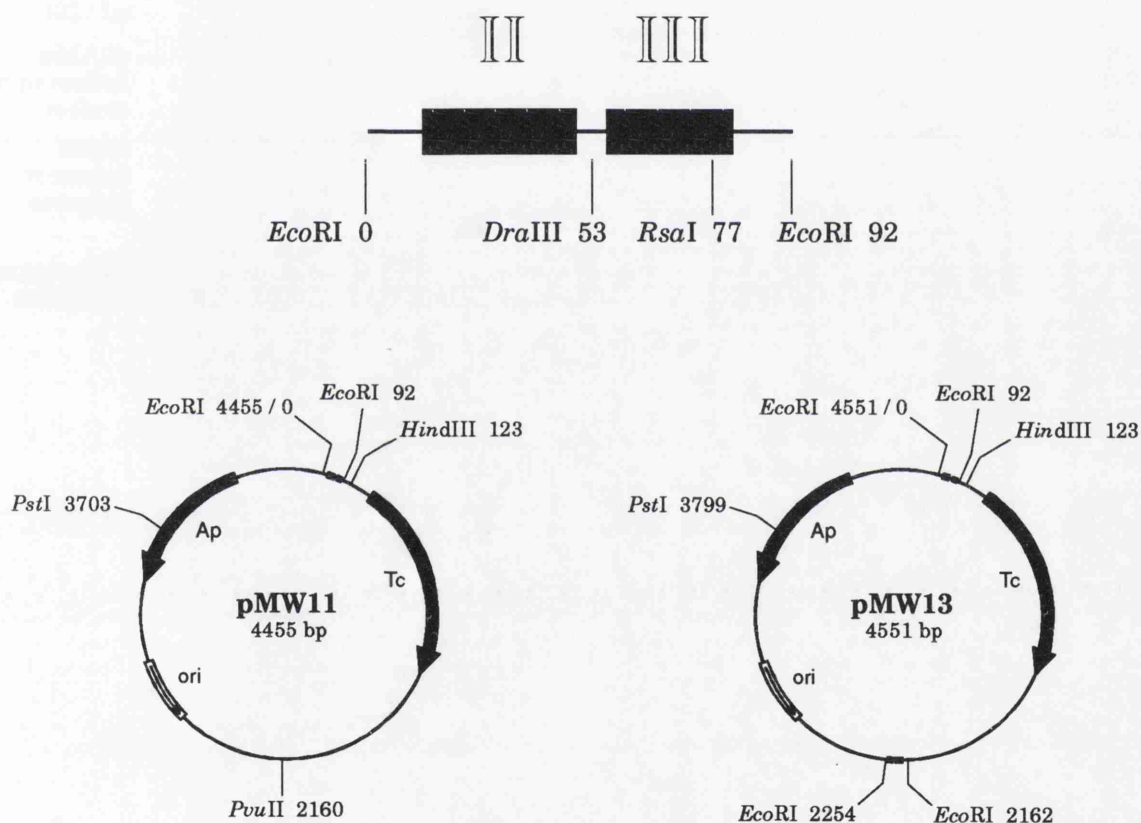 II III
EcoRI 0 DraIII 53 RsaI 77 EcoRI 92
EcoRI 4455 / 0
EcoRI 92
HindIII 123
PstI 3703
Ap
Tc
pMW11
4455 bp
ori
PvuII 2160
EcoRI 4551 / 0
EcoRI 92
HindIII 123
PstI 3799
Ap
Tc
pMW13
4551 bp
ori
EcoRI 2254 EcoRI 2162